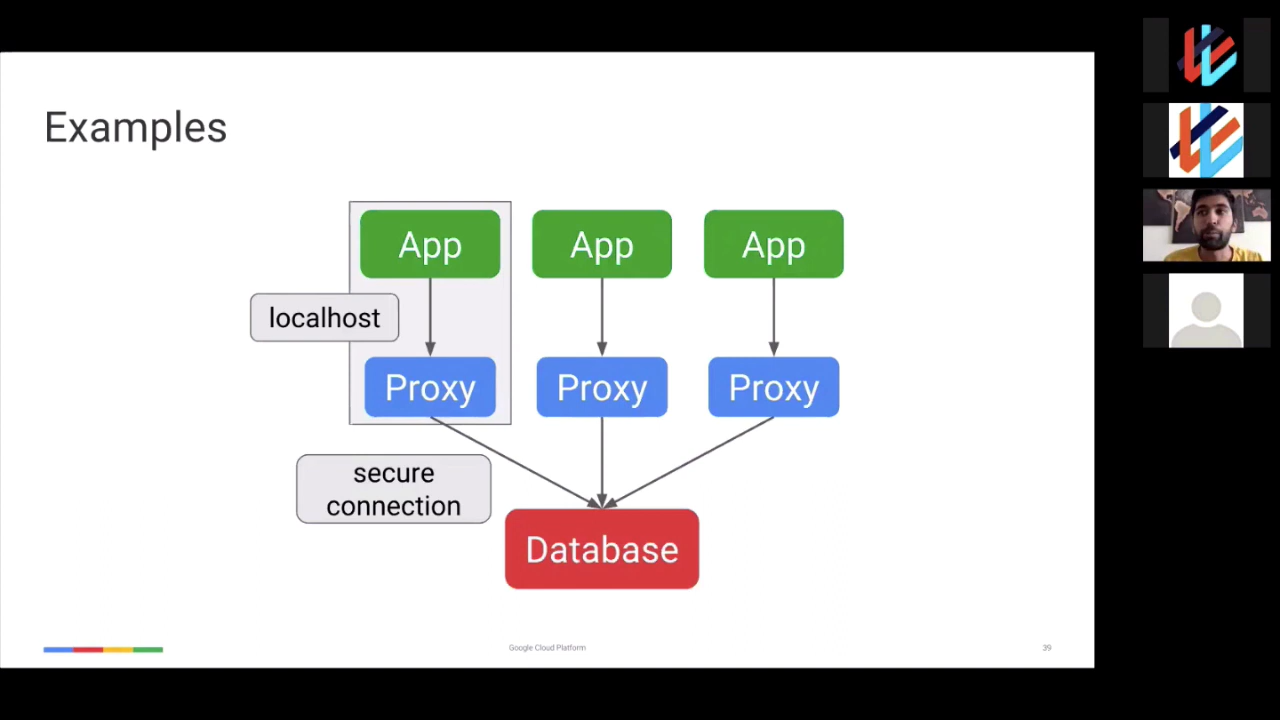 Examples
App
App
App
localhost
Proxy
Proxy
Proxy
secure
connection
Database
Google Cloud Platform
39